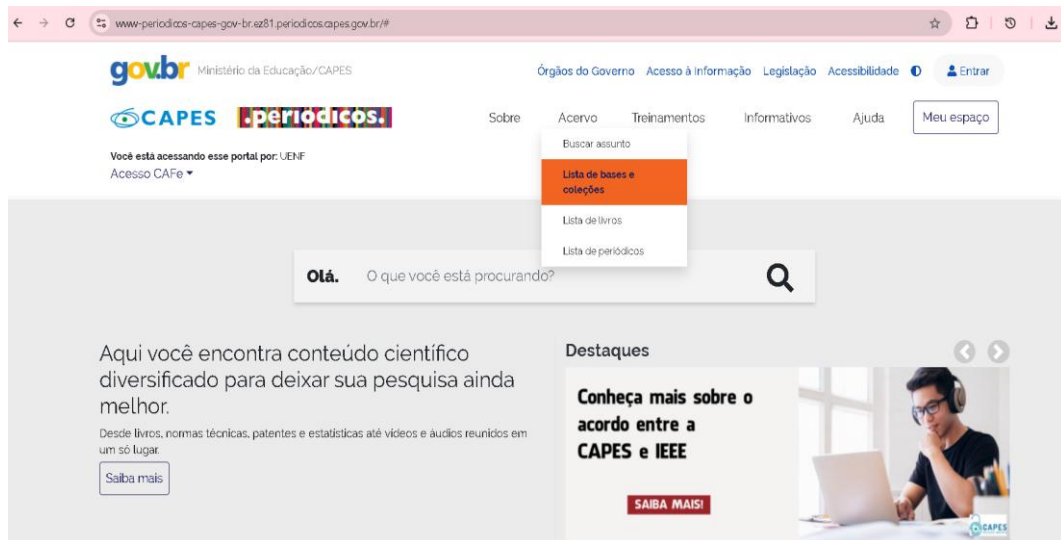 www-periodicos-capes-gov-br.ez81.periodicos.capes.gov.br/#
gov.br Ministério da Educação/CAPES
Órgãos do Governo Acesso à Informação Legislação Acessibilidade Entrar
CAPES .periodicos.
Sobre Acervo Treinamentos Informativos Ajuda Meu espaço
Você está acessando esse portal por: UENF
Acesso CAFe
Buscar assunto
Lista de bases e
coleções
Lista de livros
Lista de periódicos
Olá. O que você está procurando?
Aqui você encontra conteúdo científico
diversificado para deixar sua pesquisa ainda
melhor.
Desde livros, normas técnicas, patentes e estatísticas até vídeos e áudios reunidos em
um só lugar.
Saiba mais
Destaques
Conheça mais sobre o
acordo entre a
CAPES e IEEE
SAIBA MAIS!
CAPES